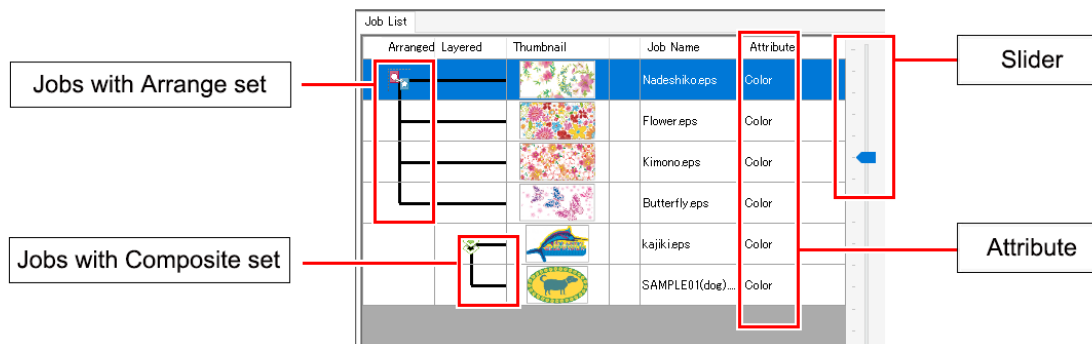 Job List
Arranged Layered Thumbnail Job Name Attribute
Slider
Jobs with Arrange set
Nadeshiko.eps Color
Flower.eps Color
Kimono.eps Color
Butterfly.eps Color
Jobs with Composite set
kajiki.eps Color
Attribute
SAMPLE01(dog).... Color